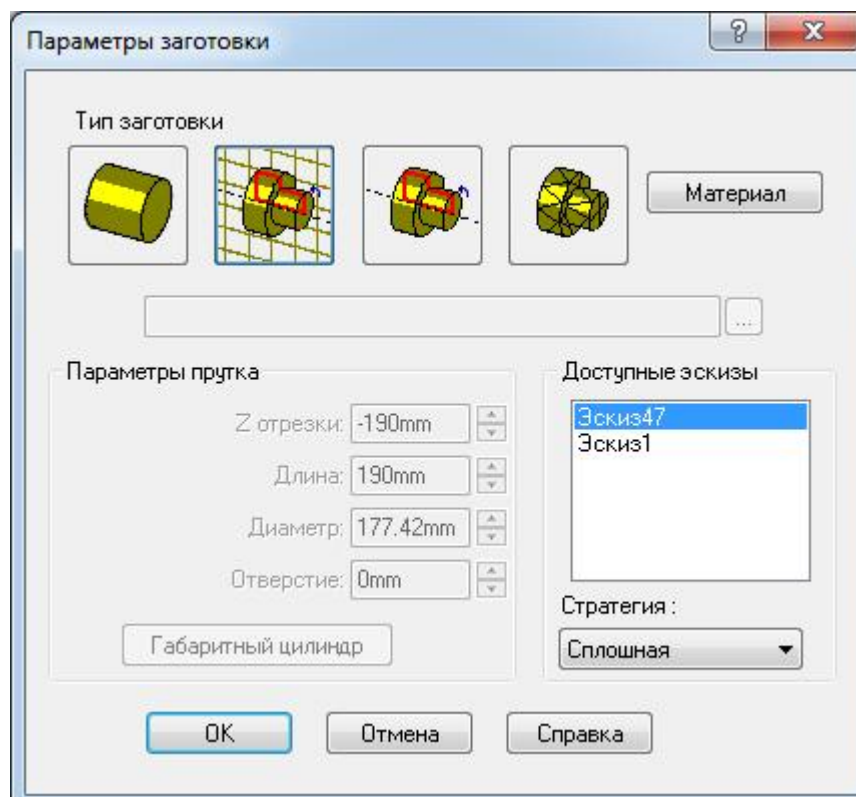 Параметры заготовки
Тип заготовки
Материал
...
Параметры прутка
Z отрезки: -190mm
Длина: 190mm
Диаметр: 177.42mm
Отверстие: 0mm
Габаритный цилиндр
Доступные эскизы
Эскиз47
Эскиз1
Стратегия :
Сплошная
OK
Отмена
Справка